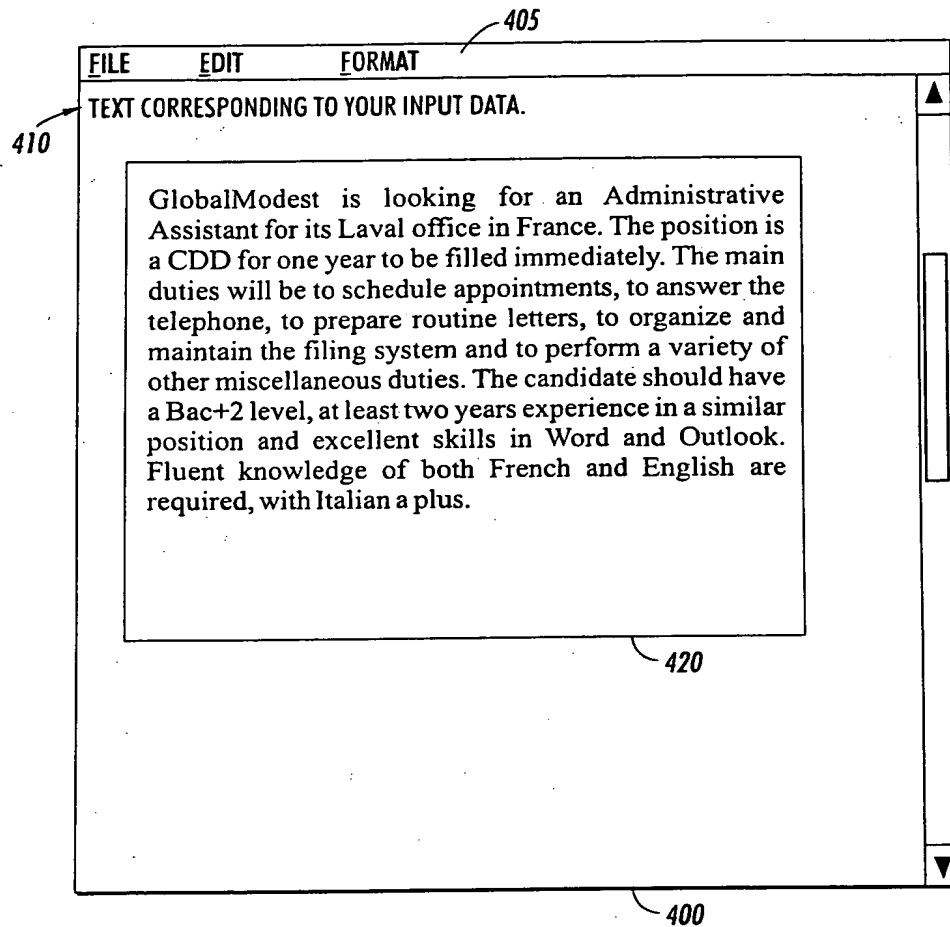 405
FILE EDIT FORMAT
410
TEXT CORRESPONDING TO YOUR INPUT DATA.
GlobalModest is looking for an Administrative
Assistant for its Laval office in France. The position is
a CDD for one year to be filled immediately. The main
duties will be to schedule appointments, to answer the
telephone, to prepare routine letters, to organize and
maintain the filing system and to perform a variety of
other miscellaneous duties. The candidate should have
a Bac+2 level, at least two years experience in a similar
position and excellent skills in Word and Outlook.
Fluent knowledge of both French and English are
required, with Italian a plus.
420
400